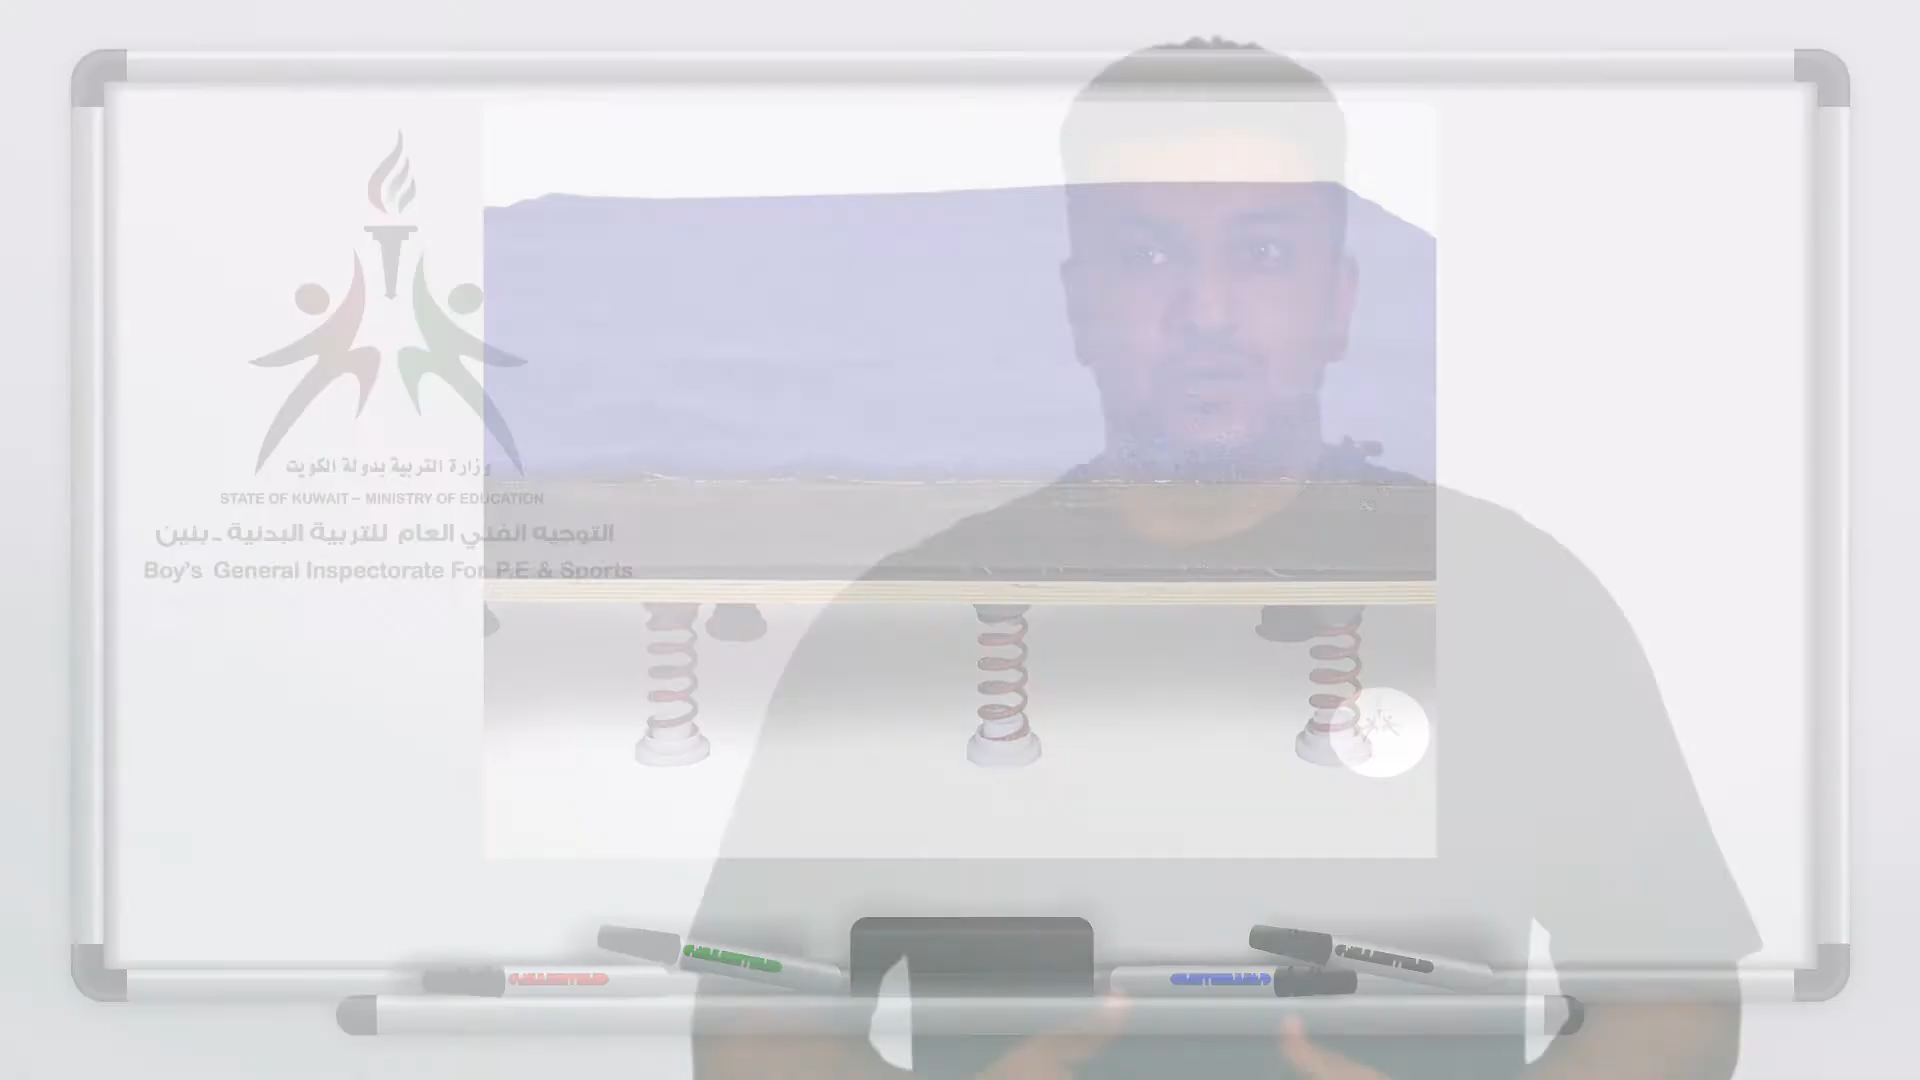 وزارة التربية بدولة الكويت
STATE OF KUWAIT – MINISTRY OF EDUCATION
التوجيه الفني العام للتربية البدنية ـ بنين
Boy's General Inspectorate For P.E & Sports